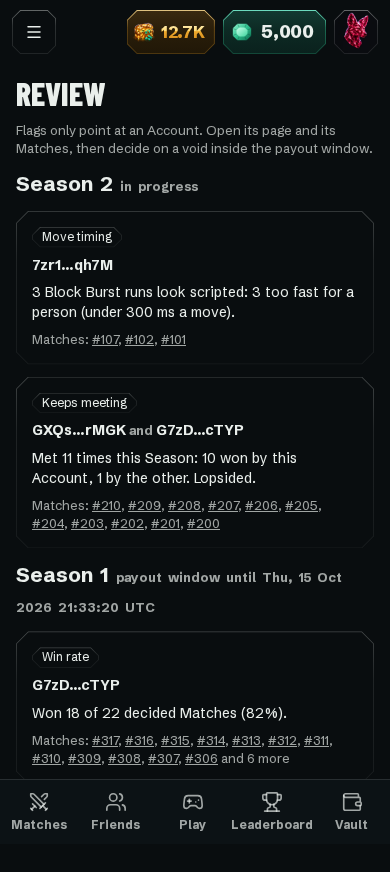 12.7K
5,000
REVIEW
Flags only point at an Account. Open its page and its
Matches, then decide on a void inside the payout window.
Season 2 in progress
Move timing
7zr1…qh7M
3 Block Burst runs look scripted: 3 too fast for a
person (under 300 ms a move).
Matches: #107, #102, #101
Keeps meeting
GXQs…rMGK and G7zD…cTYP
Met 11 times this Season: 10 won by this
Account, 1 by the other. Lopsided.
Matches: #210, #209, #208, #207, #206, #205,
#204, #203, #202, #201, #200
Season 1 payout window until Thu, 15 Oct
2026 21:33:20 UTC
Win rate
G7zD…cTYP
Won 18 of 22 decided Matches (82%).
Matches: #317, #316, #315, #314, #313, #312, #311,
#310, #309, #308, #307, #306 and 6 more
Matches
Friends
Play
Leaderboard
Vault